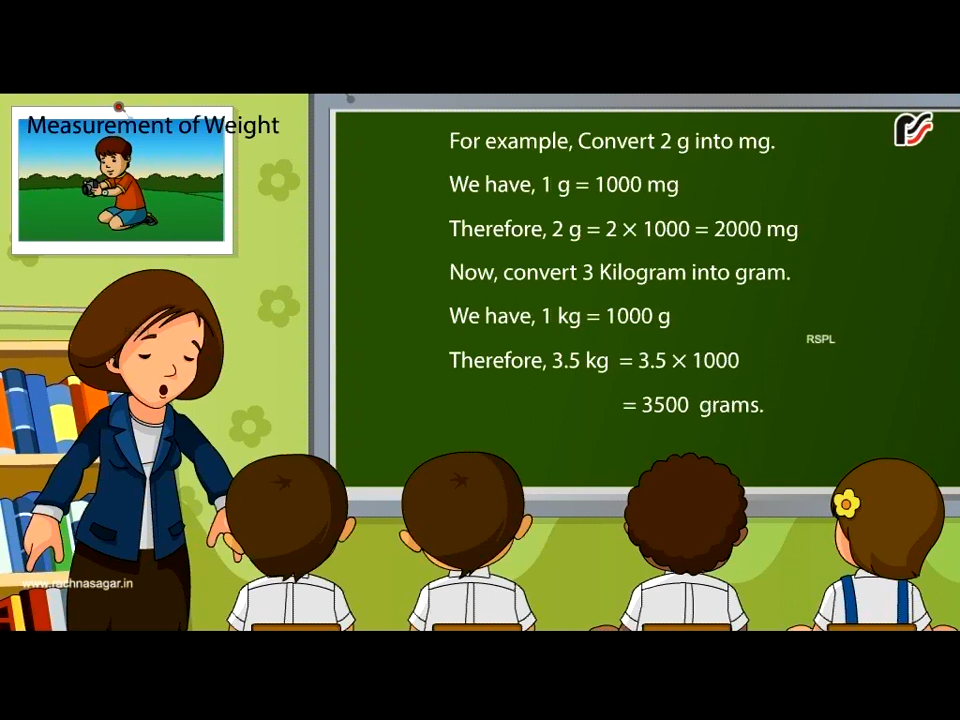 Measurement of Weight
For example, Convert 2 g into mg.
We have, 1 g = 1000 mg
Therefore, 2 g = 2 × 1000 = 2000 mg
Now, convert 3 Kilogram into gram.
We have, 1 kg = 1000 g
RSPL
Therefore, 3.5 kg = 3.5 × 1000
= 3500 grams.
www.rachnasagar.in